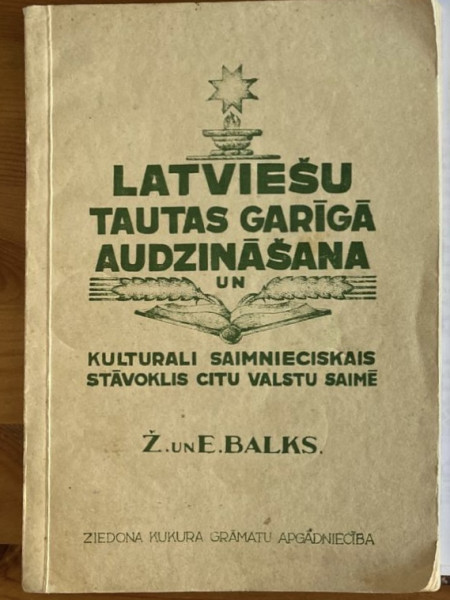 LATVIEŠU
TAUTAS GARĪGĀ
AUDZINĀŠANA
UN
KULTURALI SAIMNIECISKAIS
STĀVOKLIS CITU VALSTU SAIMĒ
Ž. UN E. BALKS.
ZIEDONA KUKURA GRĀMATU APGĀDNIECĪBA